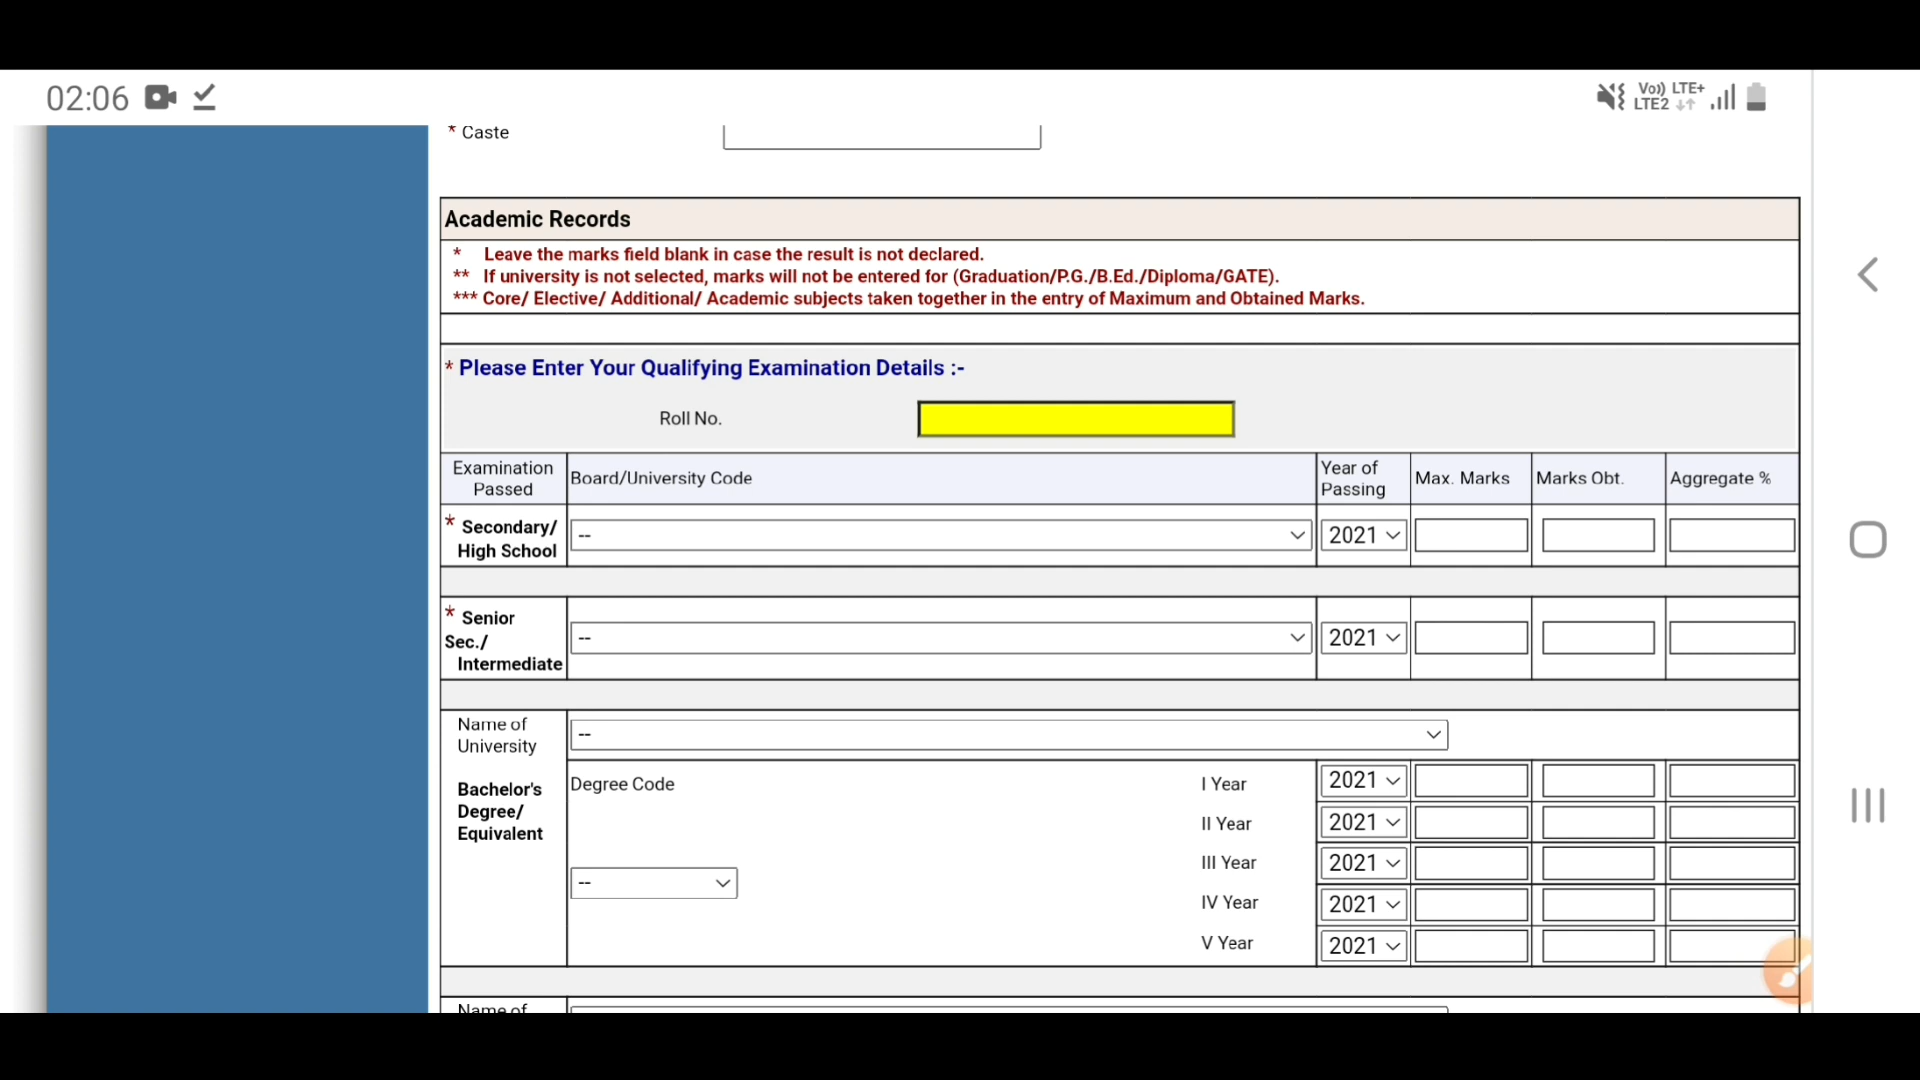 02:06
Vo)) LTE+
LTE2
* Caste
Academic Records
* Leave the marks field blank in case the result is not declared.
** If university is not selected, marks will not be entered for (Graduation/P.G./B.Ed./Diploma/GATE).
*** Core/ Elective/ Additional/ Academic subjects taken together in the entry of Maximum and Obtained Marks.
* Please Enter Your Qualifying Examination Details :-
Roll No.
Examination Passed Board/University Code Year of Passing Max. Marks Marks Obt. Aggregate %
* Secondary/ High School -- 2021
* Senior Sec./ Intermediate -- 2021
Name of University --
Bachelor's Degree/ Equivalent Degree Code I Year 2021
II Year 2021
III Year 2021
-- IV Year 2021
V Year 2021
Name of